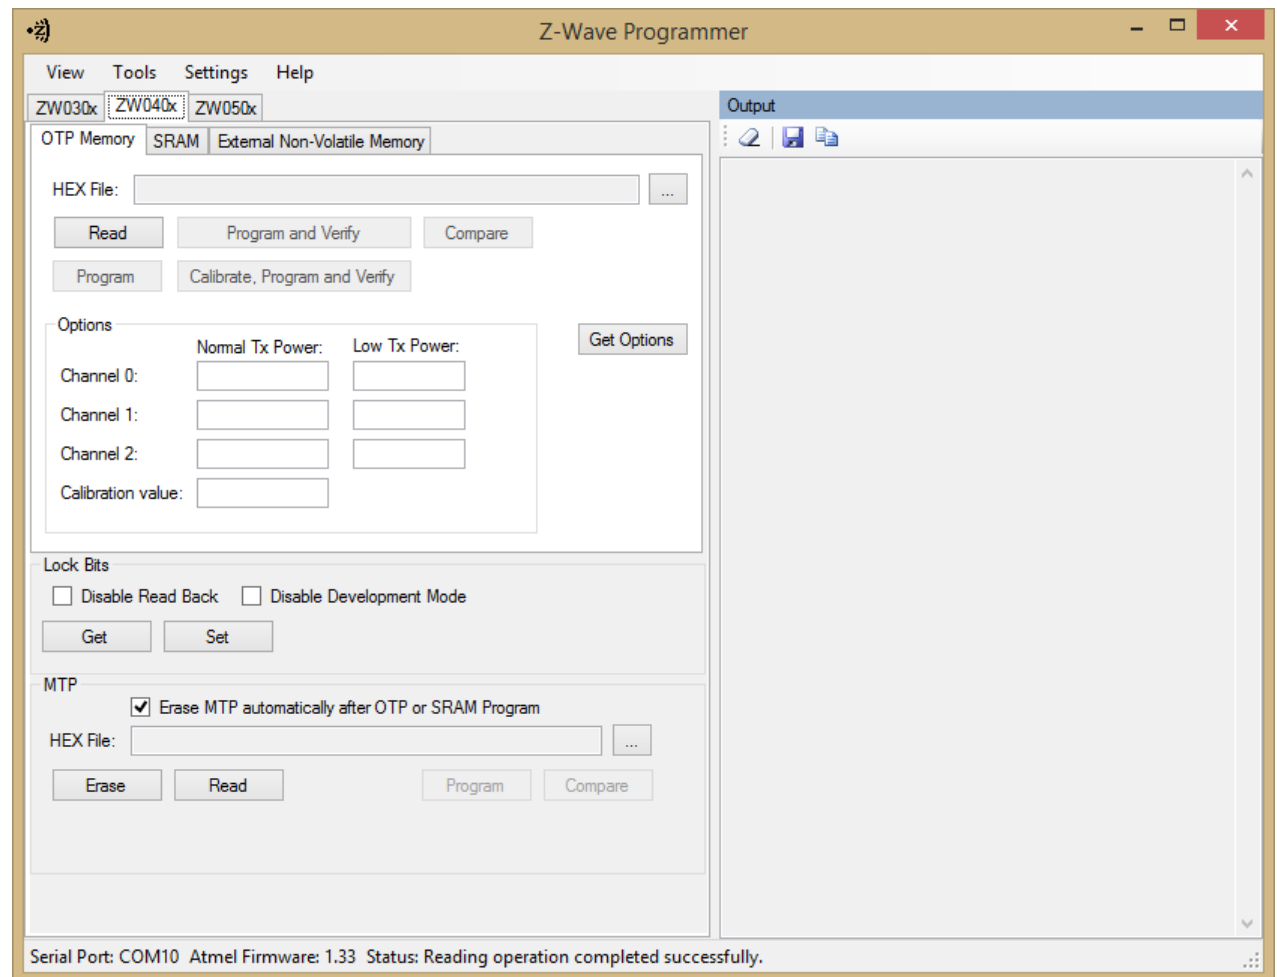 Z-Wave Programmer
View Tools Settings Help
ZW030x ZW040x ZW050x
OTP Memory SRAM External Non-Volatile Memory
HEX File: ...
Read Program and Verify Compare
Program Calibrate, Program and Verify
Options
Get Options
Normal Tx Power: Low Tx Power:
Channel 0:
Channel 1:
Channel 2:
Calibration value:
Lock Bits
Disable Read Back Disable Development Mode
Get Set
MTP
Erase MTP automatically after OTP or SRAM Program
HEX File: ...
Erase Read Program Compare
Output
Serial Port: COM10 Atmel Firmware: 1.33 Status: Reading operation completed successfully.